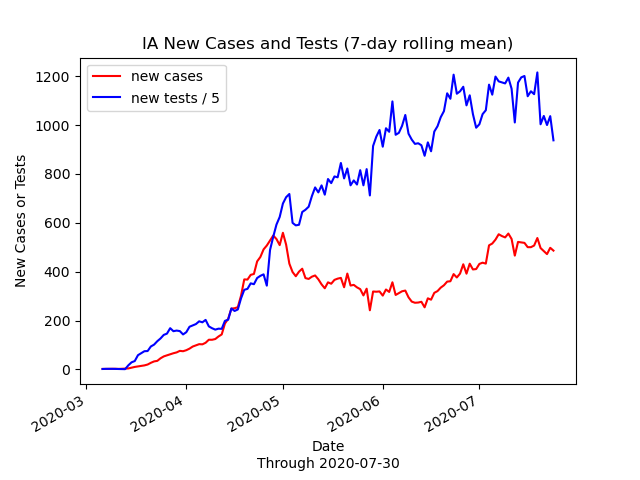 IA New Cases and Tests (7-day rolling mean)
new cases
new tests / 5
1200
1000
800
600
400
200
0
New Cases or Tests
2020-03
2020-04
2020-05
2020-06
2020-07
Date
Through 2020-07-30